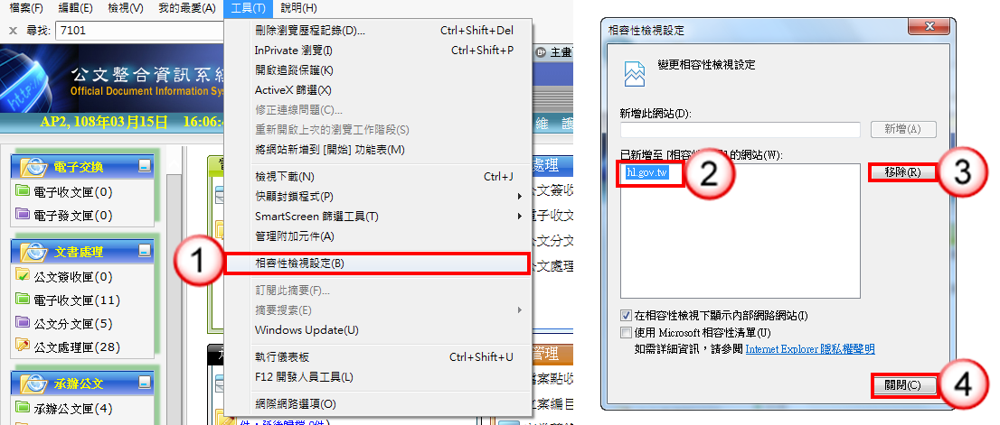 檔案(F) 編輯(E) 檢視(V) 我的最愛(A) 工具(T) 說明(H)
尋找: 7101
公文整合資訊系統
Official Document Information Sy
AP2, 108年03月15日 16:06:4
電子交換
電子收文匣(0)
電子發文匣(0)
文書處理
公文簽收匣(0)
電子收文匣(11)
公文分文匣(5)
公文處理匣(28)
承辦公文
承辦公文匣(4)
刪除瀏覽歷程記錄(D)... Ctrl+Shift+Del
InPrivate 瀏覽(I) Ctrl+Shift+P
開啟追蹤保護(K)
ActiveX 篩選(X)
修正連線問題(C)...
重新開啟上次的瀏覽工作階段(S)
將網站新增到 [開始] 功能表(M)
檢視下載(N) Ctrl+J
快顯封鎖程式(P)
SmartScreen 篩選工具(T)
管理附加元件(A)
1
相容性檢視設定(B)
訂閱此摘要(F)...
摘要搜索(E)
Windows Update(U)
執行儀表板 Ctrl+Shift+U
F12 開發人員工具(L)
網際網路選項(O)
主畫
維 護
處理
公文簽收
電子收文
公文分文
公文處理
管理
檔案點收
文案編目
件，延後歸檔 0件)
相容性檢視設定
變更相容性檢視設定
新增此網站(D):
新增(A)
已新增至 [相容性 的網站(W):
hl.gov.tw
2
移除(R)
3
在相容性檢視下顯示內部網路網站(I)
使用 Microsoft 相容性清單(U)
如需詳細資訊，請參閱 Internet Explorer 隱私權聲明
關閉(C)
4